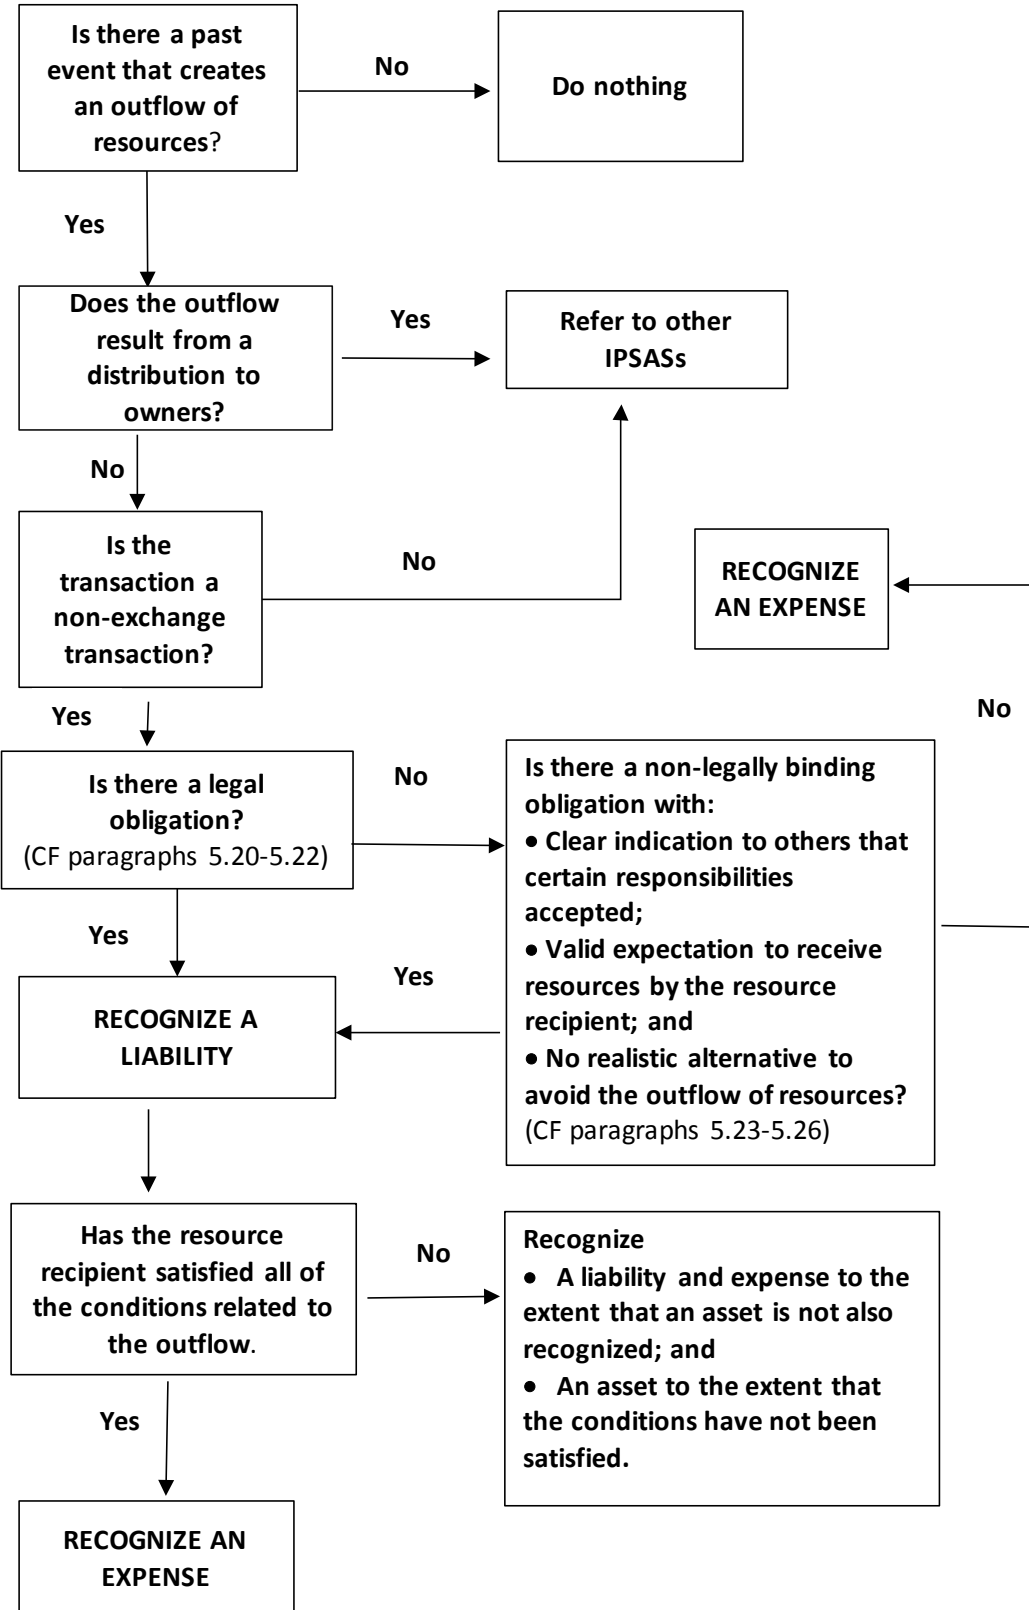 Is there a past
event that creates
an outflow of
resources?
No
Do nothing
Yes
Does the outflow
result from a
distribution to
owners?
Yes
Refer to other
IPSASs
No
Is the
transaction a
non-exchange
transaction?
No
RECOGNIZE
AN EXPENSE
Yes
No
Is there a legal
obligation?
(CF paragraphs 5.20-5.22)
No
Is there a non-legally binding
obligation with:
• Clear indication to others that
certain responsibilities
accepted;
• Valid expectation to receive
resources by the resource
recipient; and
• No realistic alternative to
avoid the outflow of resources?
(CF paragraphs 5.23-5.26)
Yes
Yes
RECOGNIZE A
LIABILITY
Has the resource
recipient satisfied all of
the conditions related to
the outflow.
No
Recognize
• A liability and expense to the
extent that an asset is not also
recognized; and
• An asset to the extent that
the conditions have not been
satisfied.
Yes
RECOGNIZE AN
EXPENSE